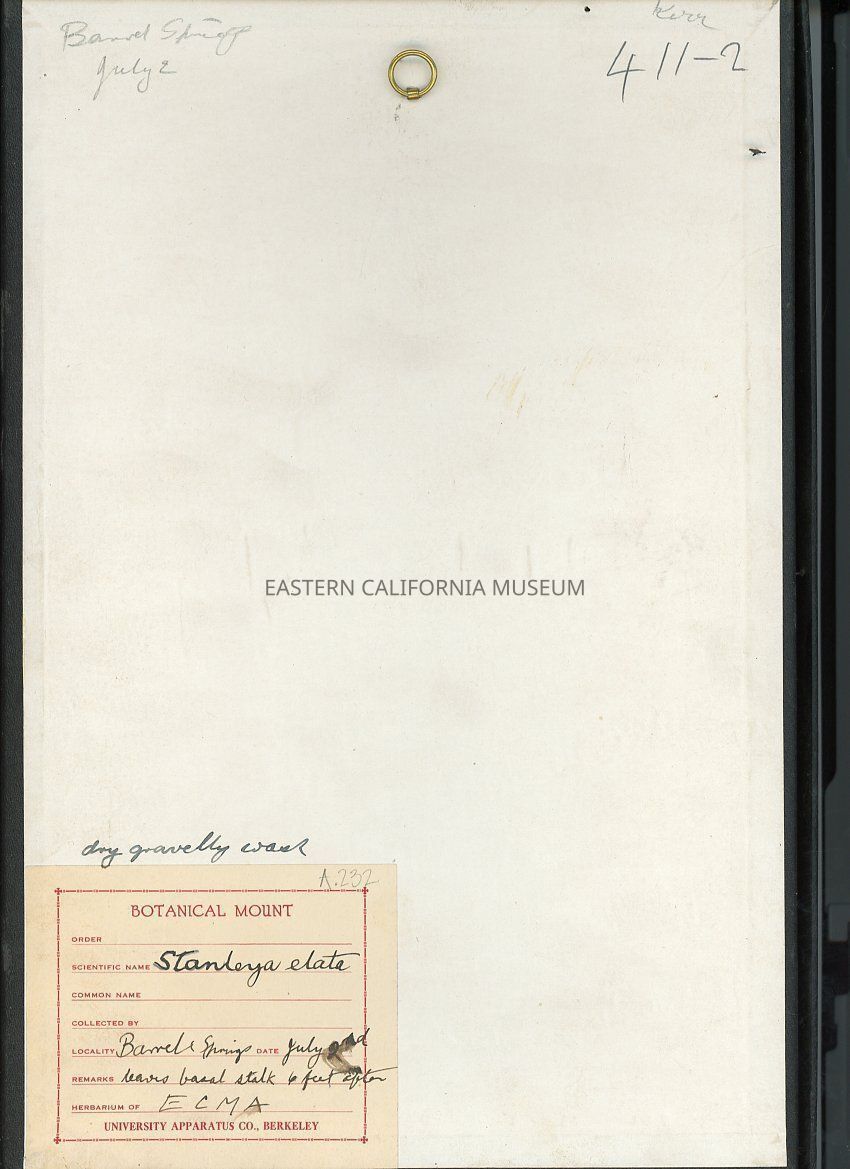 Kerr
Barrel Springs
411-2
July 2
EASTERN CALIFORNIA MUSEUM
dry gravelly wash
A.232
BOTANICAL MOUNT
ORDER
SCIENTIFIC NAME Stanleya elata
COMMON NAME
COLLECTED BY
LOCALITY Barrel Springs DATE July 2nd
REMARKS leaves basal stalk 6 feet often
HERBARIUM OF E C M A
UNIVERSITY APPARATUS CO., BERKELEY